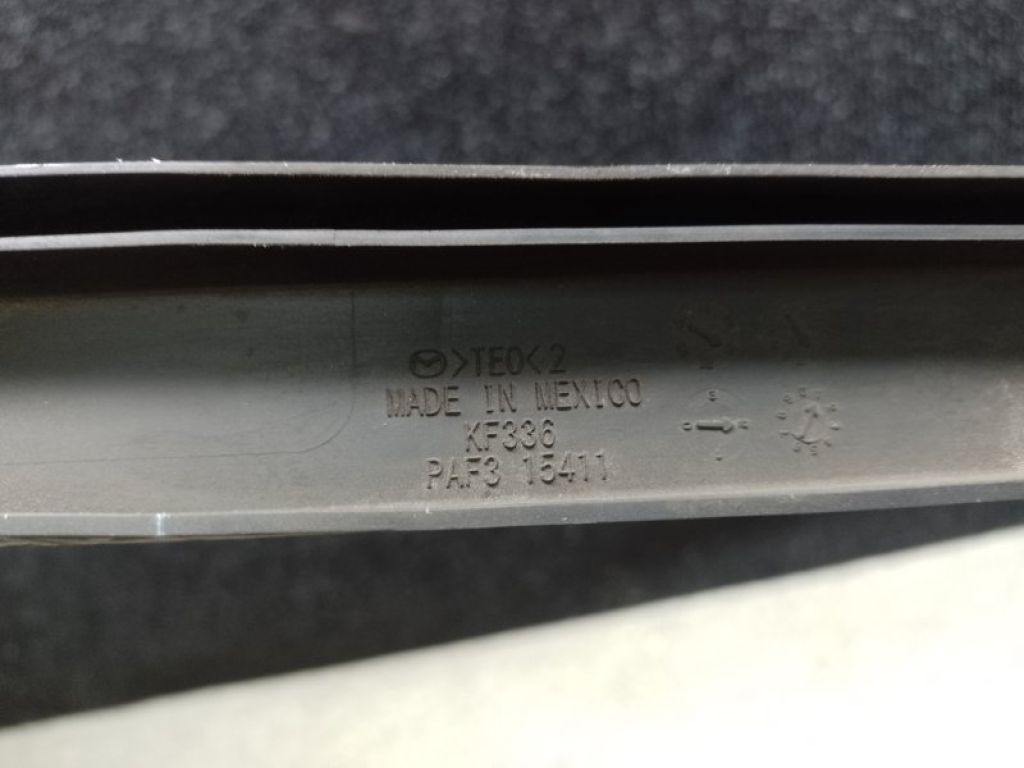 >TEO<2
MADE IN MEXICO
KF336
PAF3 15411